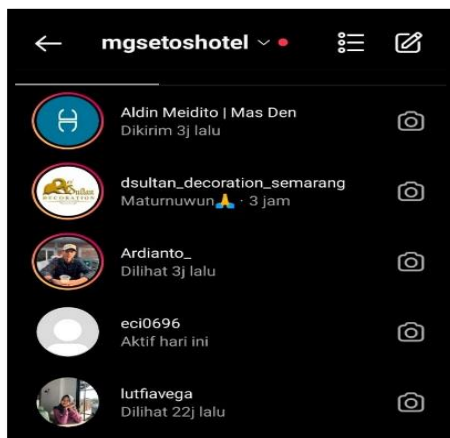 mgsetoshotel
Aldin Meidito | Mas Den
Dikirim 3j lalu
dsultan_decoration_semarang
Maturnuwun🙏 · 3 jam
Ardianto_
Dilihat 3j lalu
eci0696
Aktif hari ini
lutfiavega
Dilihat 22j lalu